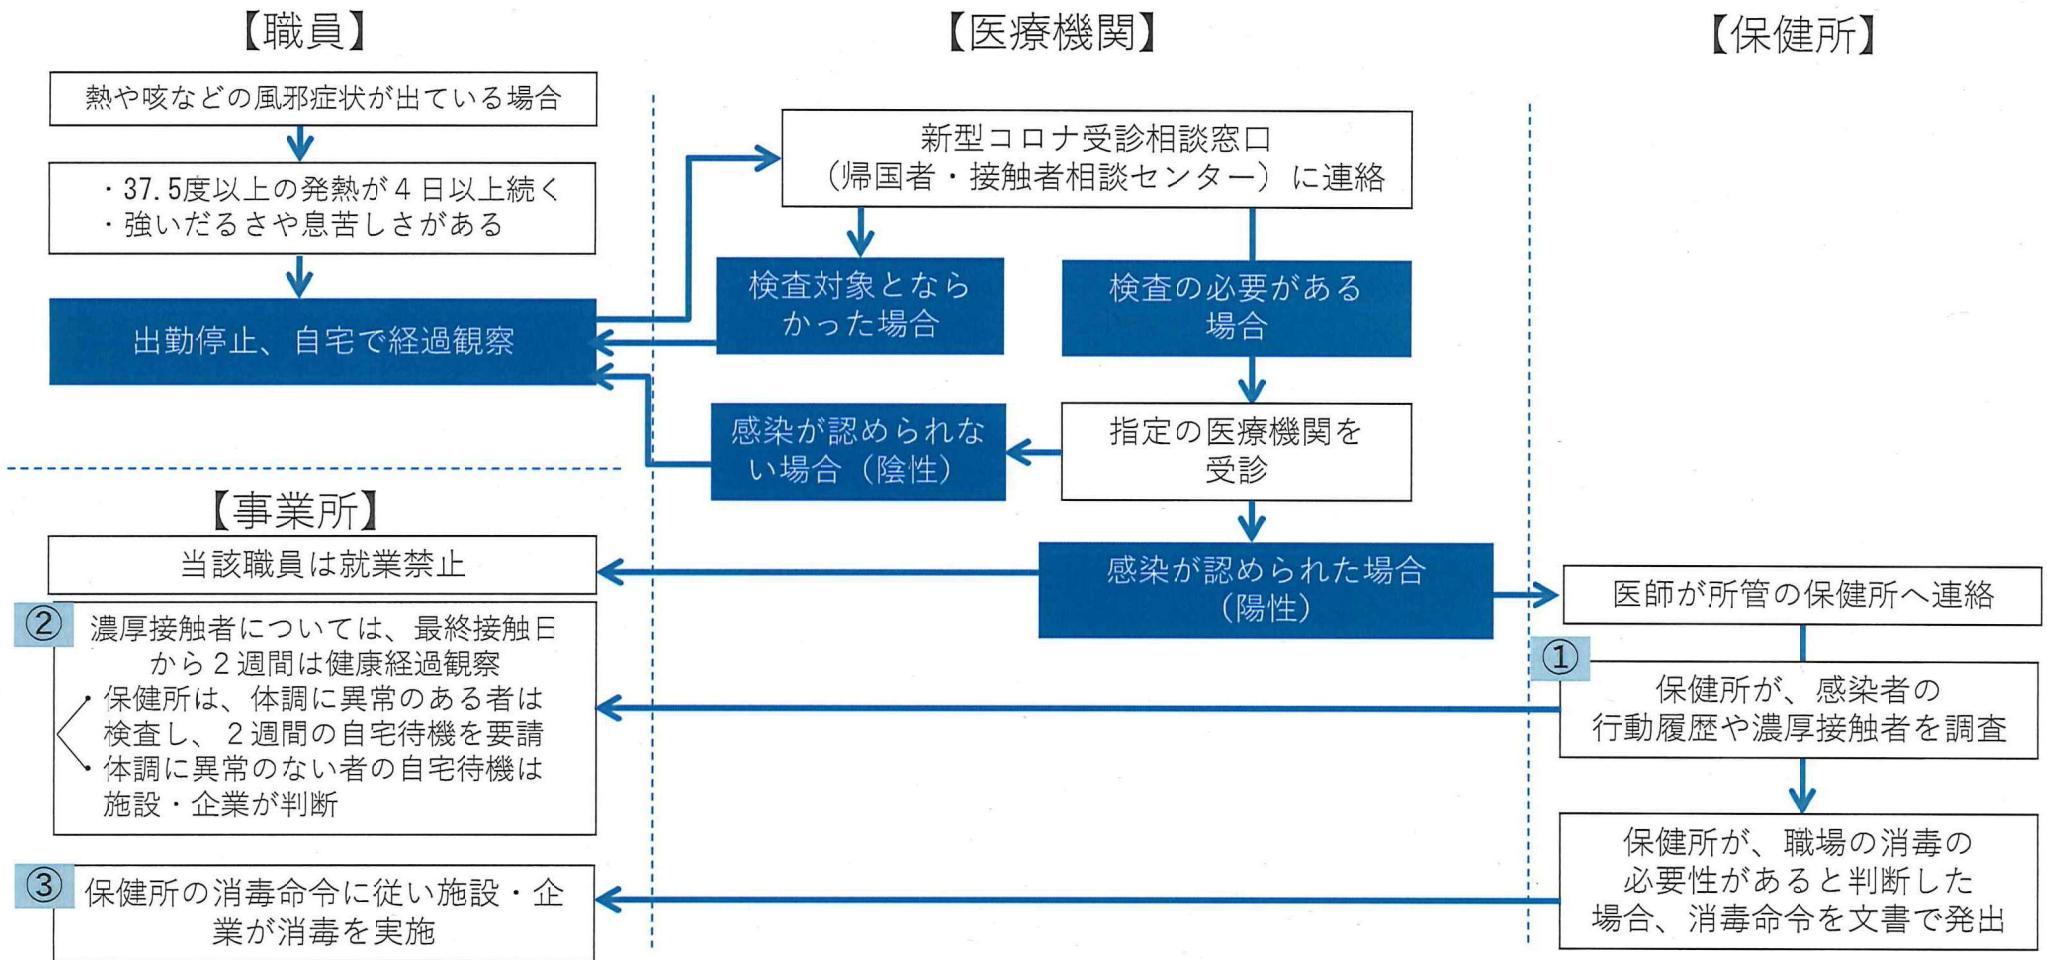 【職員】
熱や咳などの風邪症状が出ている場合
・37.5度以上の発熱が４日以上続く
・強いだるさや息苦しさがある
出勤停止、自宅で経過観察
【医療機関】
新型コロナ受診相談窓口
（帰国者・接触者相談センター）に連絡
検査対象となら
かった場合
検査の必要がある
場合
感染が認められな
い場合（陰性）
指定の医療機関を
受診
感染が認められた場合
（陽性）
【保健所】
医師が所管の保健所へ連絡
①
保健所が、感染者の
行動履歴や濃厚接触者を調査
保健所が、職場の消毒の
必要性があると判断した
場合、消毒命令を文書で発出
【事業所】
当該職員は就業禁止
②
濃厚接触者については、最終接触日
から２週間は健康経過観察
・保健所は、体調に異常のある者は
検査し、２週間の自宅待機を要請
・体調に異常のない者の自宅待機は
施設・企業が判断
③
保健所の消毒命令に従い施設・企
業が消毒を実施